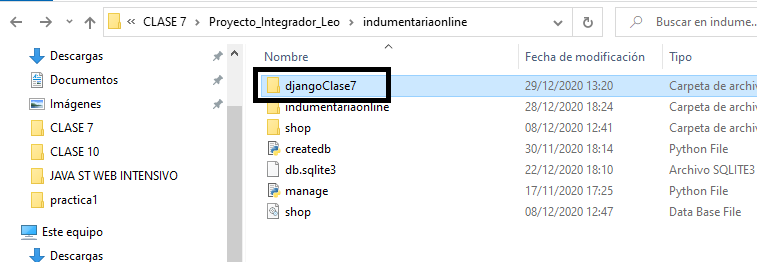 CLASE 7 > Proyecto_Integrador_Leo > indumentariaonline
Buscar en indume...
Descargas
Documentos
Imágenes
CLASE 7
CLASE 10
JAVA ST WEB INTENSIVO
practica1
Este equipo
Descargas
Nombre Fecha de modificación Tipo
djangoClase7 29/12/2020 13:20 Carpeta de archi
indumentariaonline 28/12/2020 18:24 Carpeta de archi
shop 08/12/2020 12:41 Carpeta de archi
createdb 30/11/2020 18:14 Python File
db.sqlite3 22/12/2020 18:10 Archivo SQLITE3
manage 17/11/2020 17:25 Python File
shop 08/12/2020 12:47 Data Base File